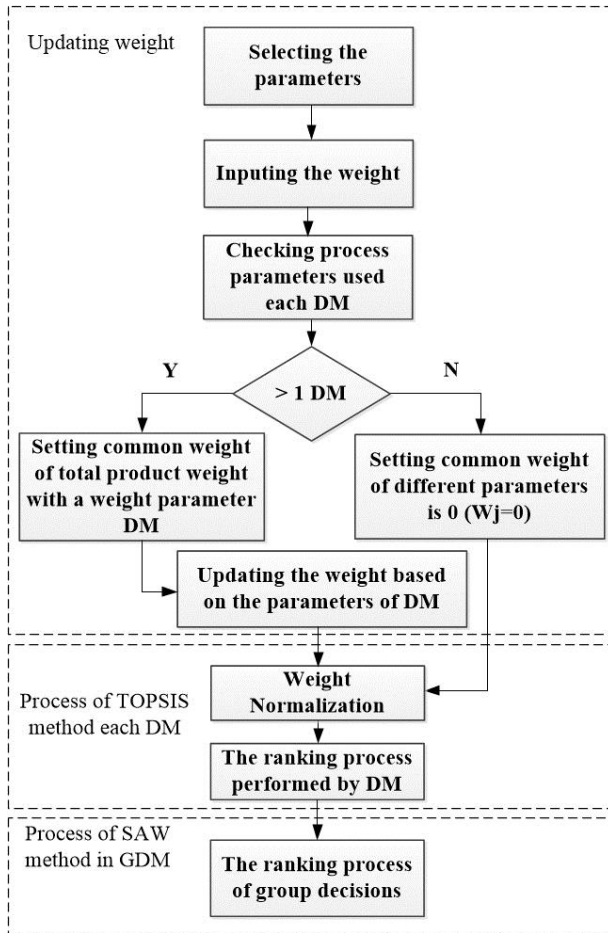 Updating weight
Selecting the
parameters
Inputing the weight
Checking process
parameters used
each DM
Y
N
> 1 DM
Setting common weight
of total product weight
with a weight parameter
DM
Setting common weight
of different parameters
is 0 (Wj=0)
Updating the weight based
on the parameters of DM
Process of TOPSIS
method each DM
Weight
Normalization
The ranking process
performed by DM
Process of SAW
method in GDM
The ranking process
of group decisions